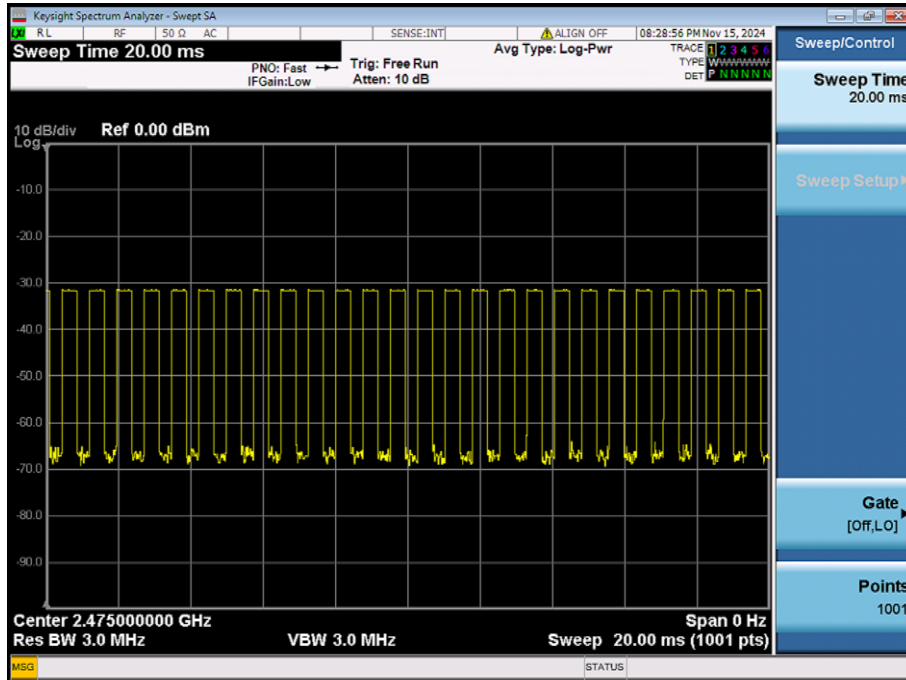 Keysight Spectrum Analyzer - Swept SA
LXI RL RF 50 Ω AC SENSE:INT ALIGN OFF 08:28:56 PM Nov 15, 2024
Sweep Time 20.00 ms
PNO: Fast
IFGain:Low
Trig: Free Run
Atten: 10 dB
Avg Type: Log-Pwr
TRACE 1 2 3 4 5 6
TYPE WWWWWW
DET P N N N N N
10 dB/div Ref 0.00 dBm
Log
-10.0
-20.0
-30.0
-40.0
-50.0
-60.0
-70.0
-80.0
-90.0
Center 2.475000000 GHz Span 0 Hz
Res BW 3.0 MHz VBW 3.0 MHz Sweep 20.00 ms (1001 pts)
MSG STATUS
Sweep/Control
Sweep Time
20.00 ms
Sweep Setup
Gate
[Off,LO]
Points
1001